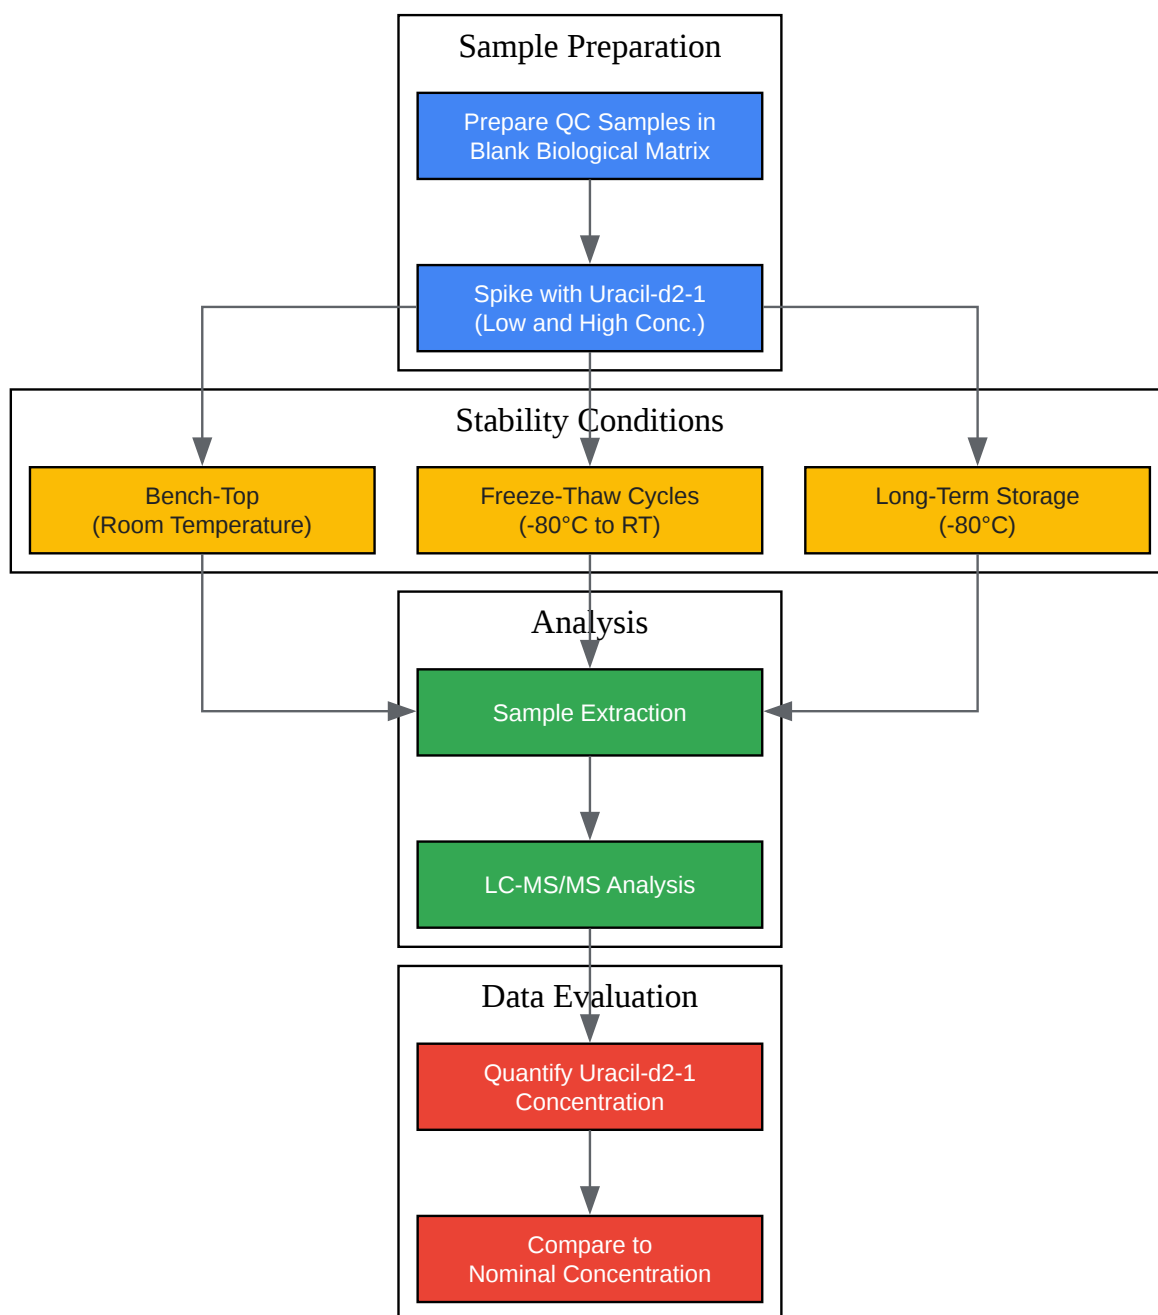 Sample Preparation
Prepare QC Samples in
Blank Biological Matrix
Spike with Uracil-d2-1
(Low and High Conc.)
Stability Conditions
Bench-Top
(Room Temperature)
Freeze-Thaw Cycles
(-80°C to RT)
Long-Term Storage
(-80°C)
Analysis
Sample Extraction
LC-MS/MS Analysis
Data Evaluation
Quantify Uracil-d2-1
Concentration
Compare to
Nominal Concentration